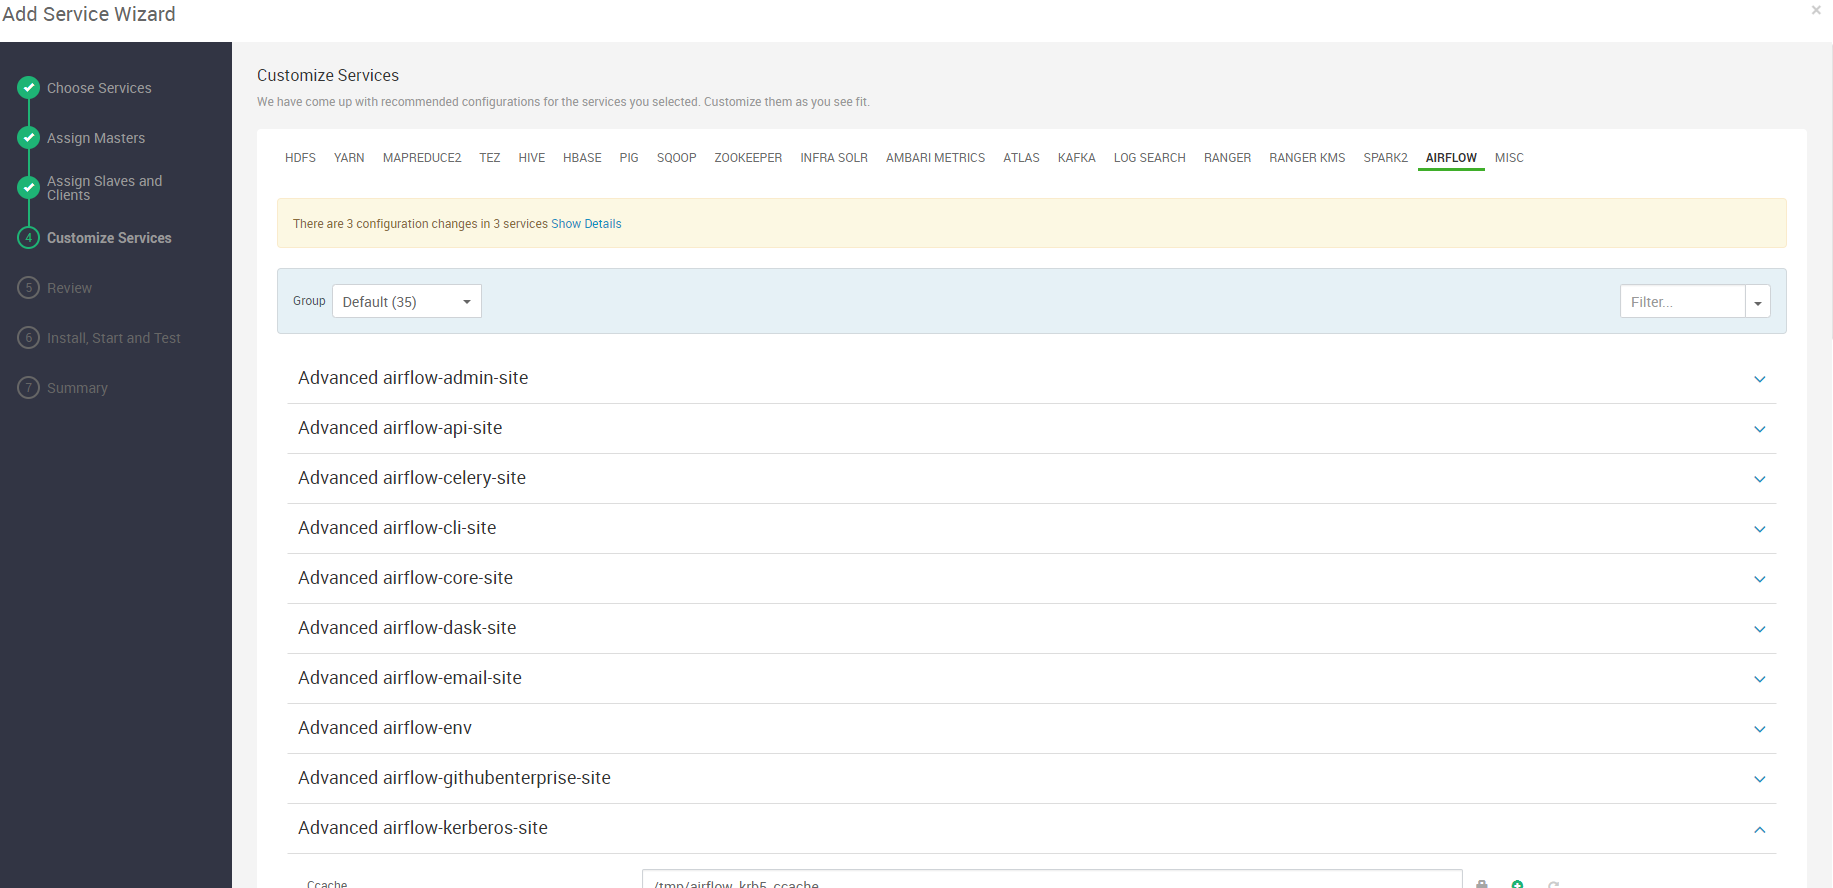 Add Service Wizard
×
Choose Services
Assign Masters
Assign Slaves and
Clients
4 Customize Services
5 Review
6 Install, Start and Test
7 Summary
Customize Services
We have come up with recommended configurations for the services you selected. Customize them as you see fit.
HDFS YARN MAPREDUCE2 TEZ HIVE HBASE PIG SQOOP ZOOKEEPER INFRA SOLR AMBARI METRICS ATLAS KAFKA LOG SEARCH RANGER RANGER KMS SPARK2 AIRFLOW MISC
There are 3 configuration changes in 3 services Show Details
Group Default (35) Filter...
Advanced airflow-admin-site
Advanced airflow-api-site
Advanced airflow-celery-site
Advanced airflow-cli-site
Advanced airflow-core-site
Advanced airflow-dask-site
Advanced airflow-email-site
Advanced airflow-env
Advanced airflow-githubenterprise-site
Advanced airflow-kerberos-site
Ccache /tmp/airflow_krb5_ccache